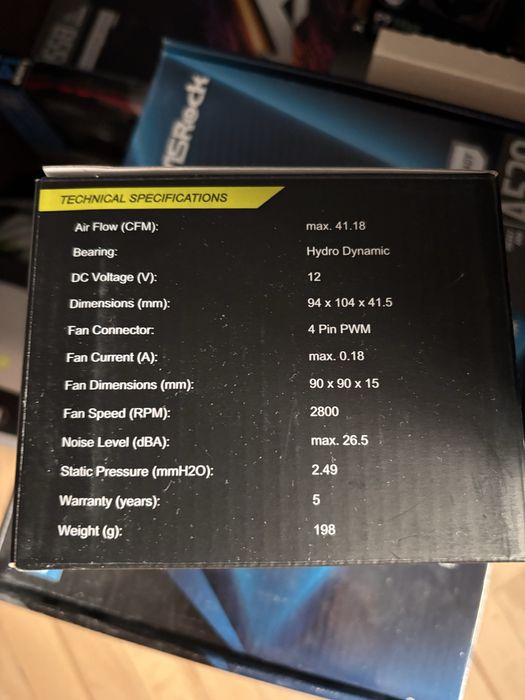 SRock
A520
TECHNICAL SPECIFICATIONS
Air Flow (CFM): max. 41.18
Bearing: Hydro Dynamic
DC Voltage (V): 12
Dimensions (mm): 94 x 104 x 41.5
Fan Connector: 4 Pin PWM
Fan Current (A): max. 0.18
Fan Dimensions (mm): 90 x 90 x 15
Fan Speed (RPM): 2800
Noise Level (dBA): max. 26.5
Static Pressure (mmH2O): 2.49
Warranty (years): 5
Weight (g): 198